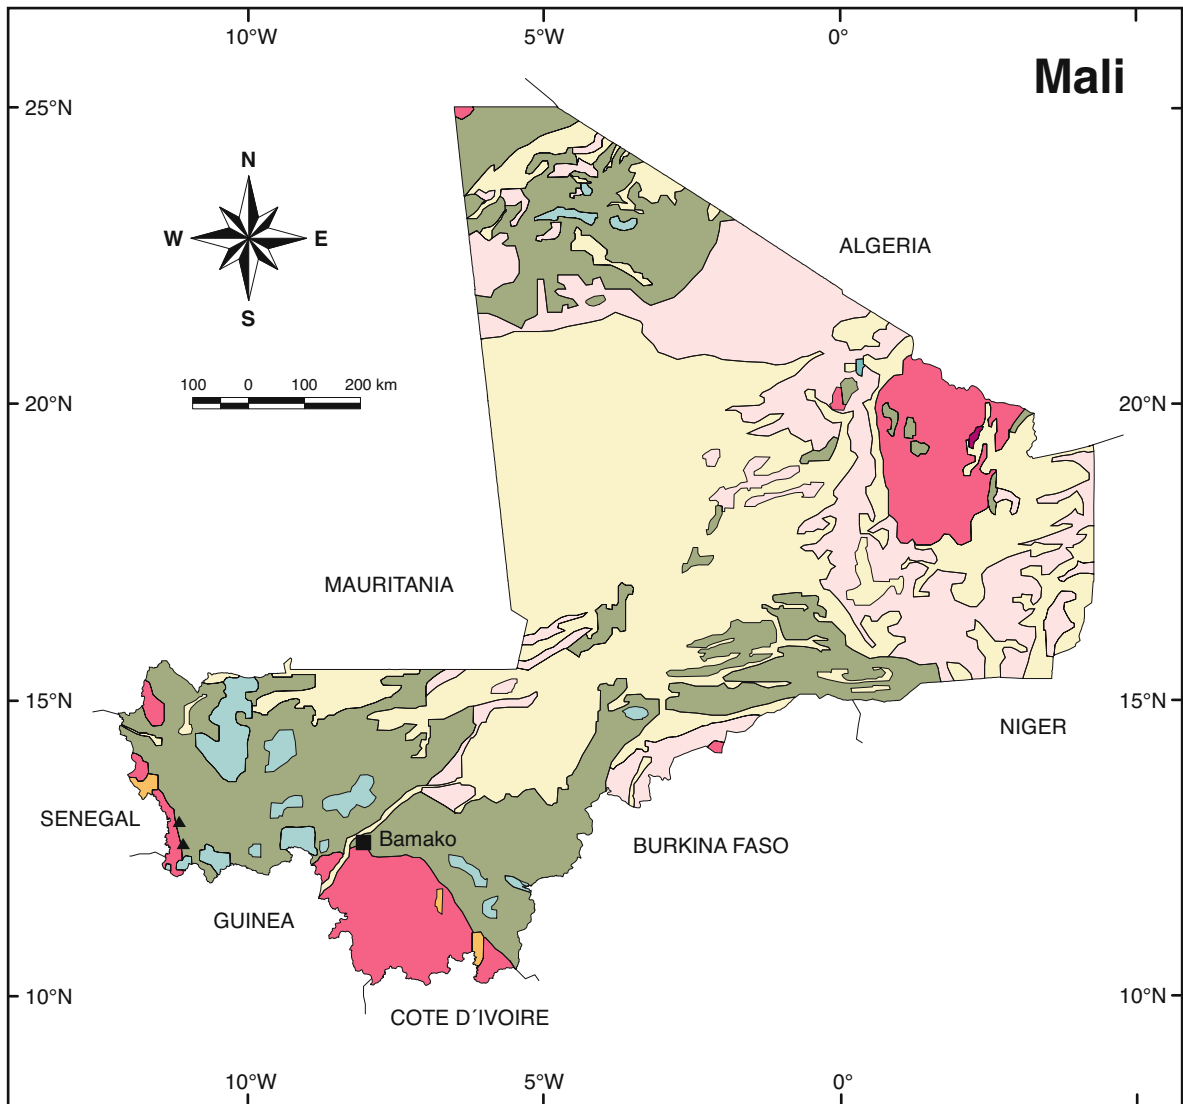 10°W 5°W 0°
Mali
25°N
N
W E
S
ALGERIA
100 0 100 200 km
20°N 20°N
MAURITANIA
15°N 15°N
NIGER
SENEGAL
Bamako
BURKINA FASO
GUINEA
10°N 10°N
COTE D´IVOIRE
10°W 5°W 0°